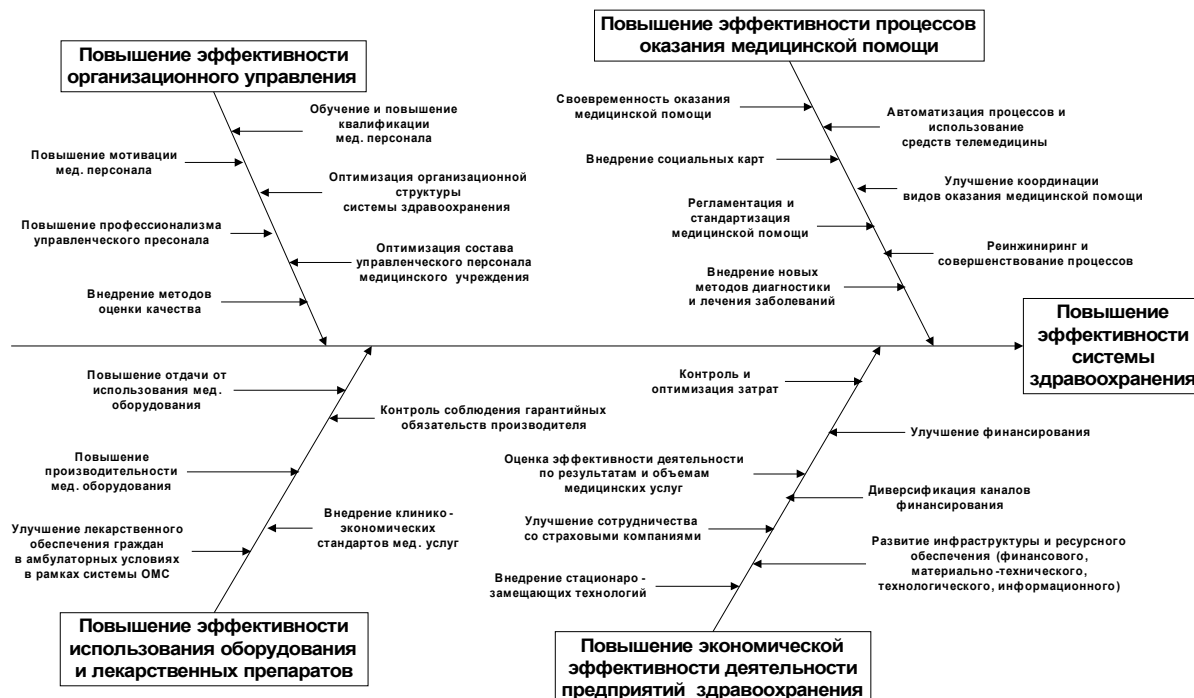 Повышение эффективности
организационного управления
Обучение и повышение
квалификации
мед. персонала
Повышение мотивации
мед. персонала
Оптимизация организационной
структуры
системы здравоохранения
Повышение профессионализма
управленческого пресонала
Оптимизация состава
управленческого персонала
медицинского учреждения
Внедрение методов
оценки качества
Повышение эффективности процессов
оказания медицинской помощи
Своевременность оказания
медицинской помощи
Автоматизация процессов и
использование
средств телемедицины
Внедрение социальных карт
Улучшение координации
видов оказания медицинской помощи
Регламентация и
стандартизация
медицинской помощи
Реинжиниринг и
совершенствование процессов
Внедрение новых
методов диагностики
и лечения заболеваний
Повышение
эффективности
системы
здравоохранения
Повышение отдачи от
использования мед.
оборудования
Контроль соблюдения гарантийных
обязательств производителя
Повышение
производительности
мед. оборудования
Внедрение клинико-
экономических
стандартов мед. услуг
Улучшение лекарственного
обеспечения граждан
в амбулаторных условиях
в рамках системы ОМС
Повышение эффективности
использования оборудования
и лекарственных препаратов
Контроль и
оптимизация затрат
Улучшение финансирования
Оценка эффективности деятельности
по результатам и объемам
медицинских услуг
Диверсификация каналов
финансирования
Улучшение сотрудничества
со страховыми компаниями
Развитие инфраструктуры и ресурсного
обеспечения (финансового,
материально-технического,
технологического, информационного)
Внедрение стационаро-
замещающих технологий
Повышение экономической
эффективности деятельности
предприятий здравоохранения